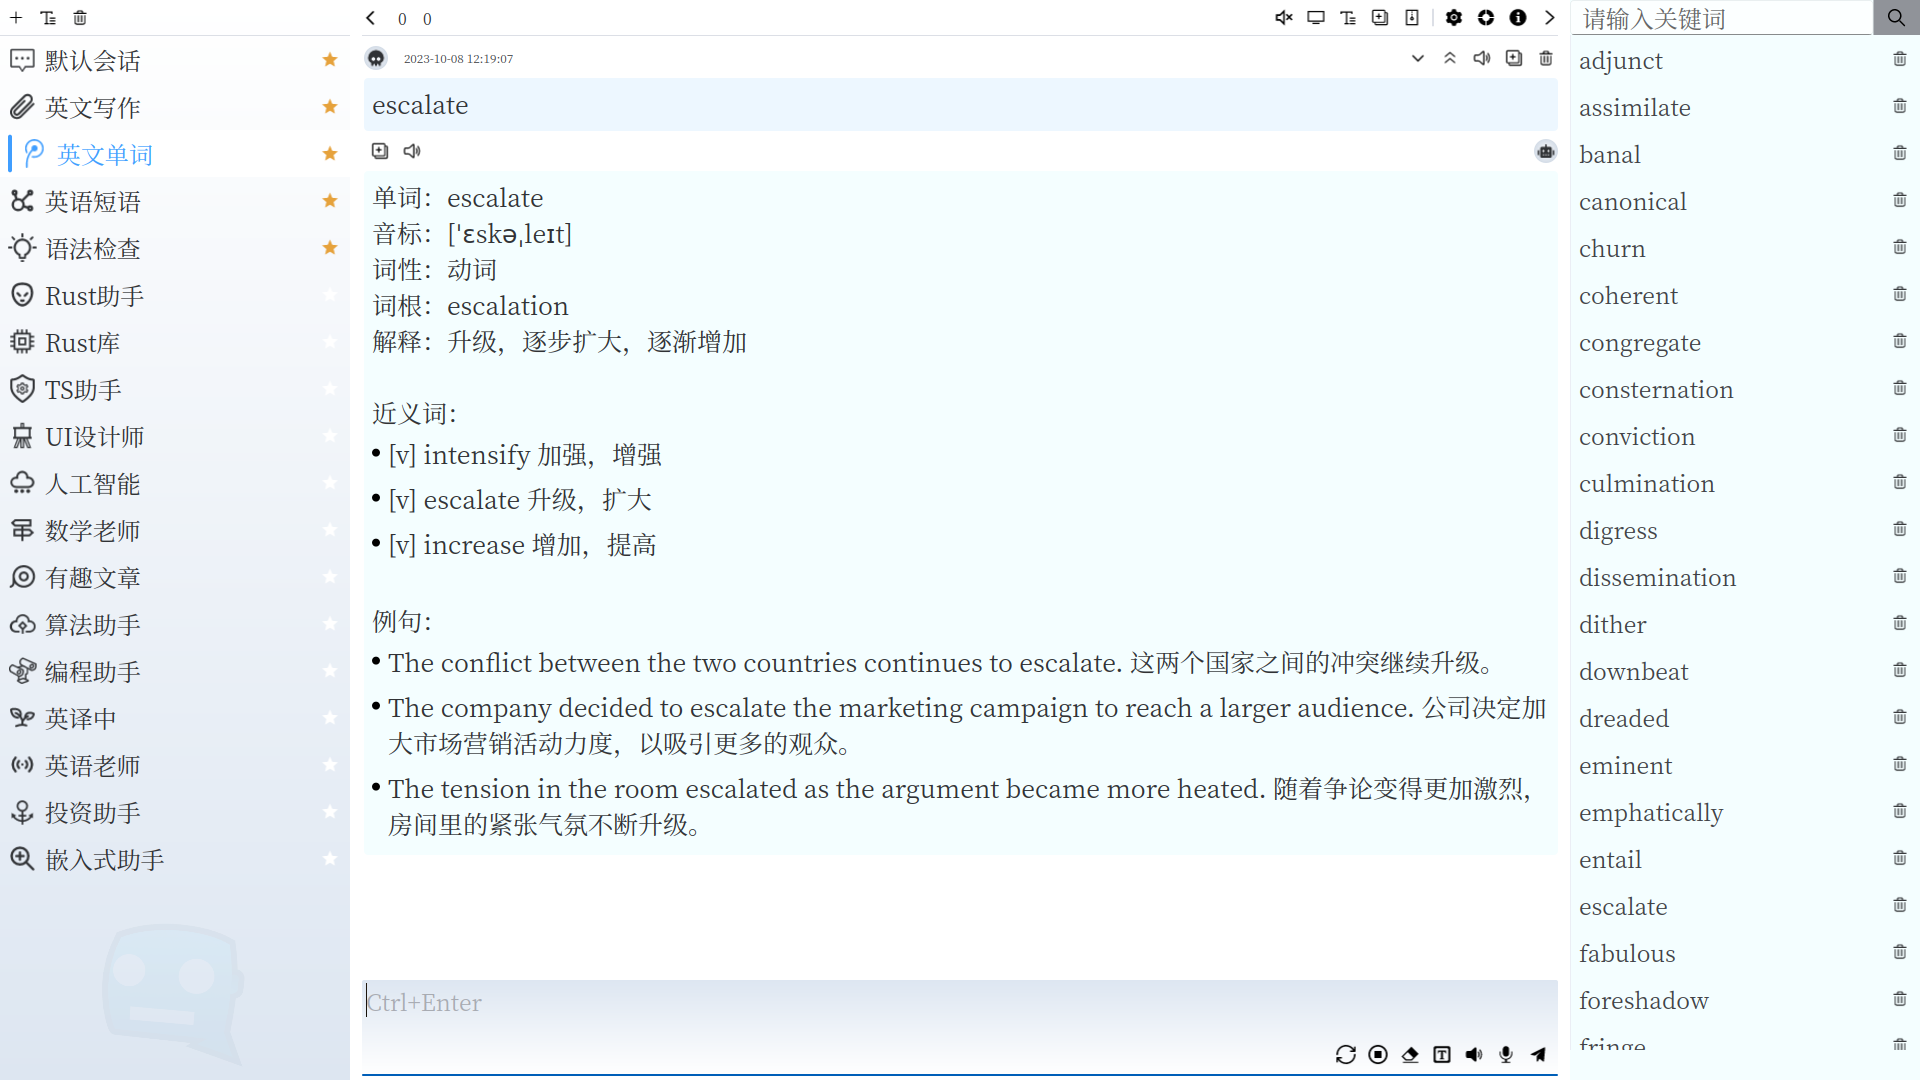 默认会话
英文写作
英文单词
英语短语
语法检查
Rust助手
Rust库
TS助手
UI设计师
人工智能
数学老师
有趣文章
算法助手
编程助手
英译中
英语老师
投资助手
嵌入式助手
0 0
2023-10-08 12:19:07
escalate
单词：escalate
音标：[ˈɛskəˌleɪt]
词性：动词
词根：escalation
解释：升级，逐步扩大，逐渐增加
近义词：
• [v] intensify 加强，增强
• [v] escalate 升级，扩大
• [v] increase 增加，提高
例句：
• The conflict between the two countries continues to escalate. 这两个国家之间的冲突继续升级。
• The company decided to escalate the marketing campaign to reach a larger audience. 公司决定加
大市场营销活动力度，以吸引更多的观众。
• The tension in the room escalated as the argument became more heated. 随着争论变得更加激烈，
房间里的紧张气氛不断升级。
Ctrl+Enter
请输入关键词
adjunct
assimilate
banal
canonical
churn
coherent
congregate
consternation
conviction
culmination
digress
dissemination
dither
downbeat
dreaded
eminent
emphatically
entail
escalate
fabulous
foreshadow
fringe